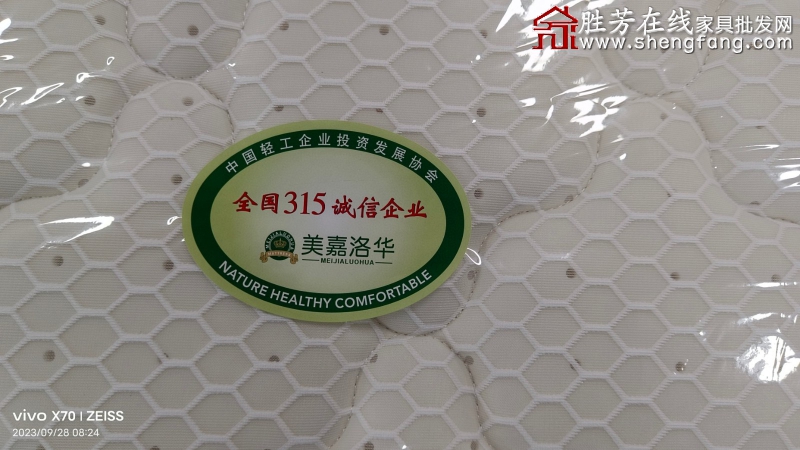 胜芳在线家具批发网
www.shengfang.com
中国轻工企业投资发展协会
全国315诚信企业
美嘉洛华
MEIJIALUOHUA
NATURE HEALTHY COMFORTABLE
vivo X70 | ZEISS
2023/09/28 08:24